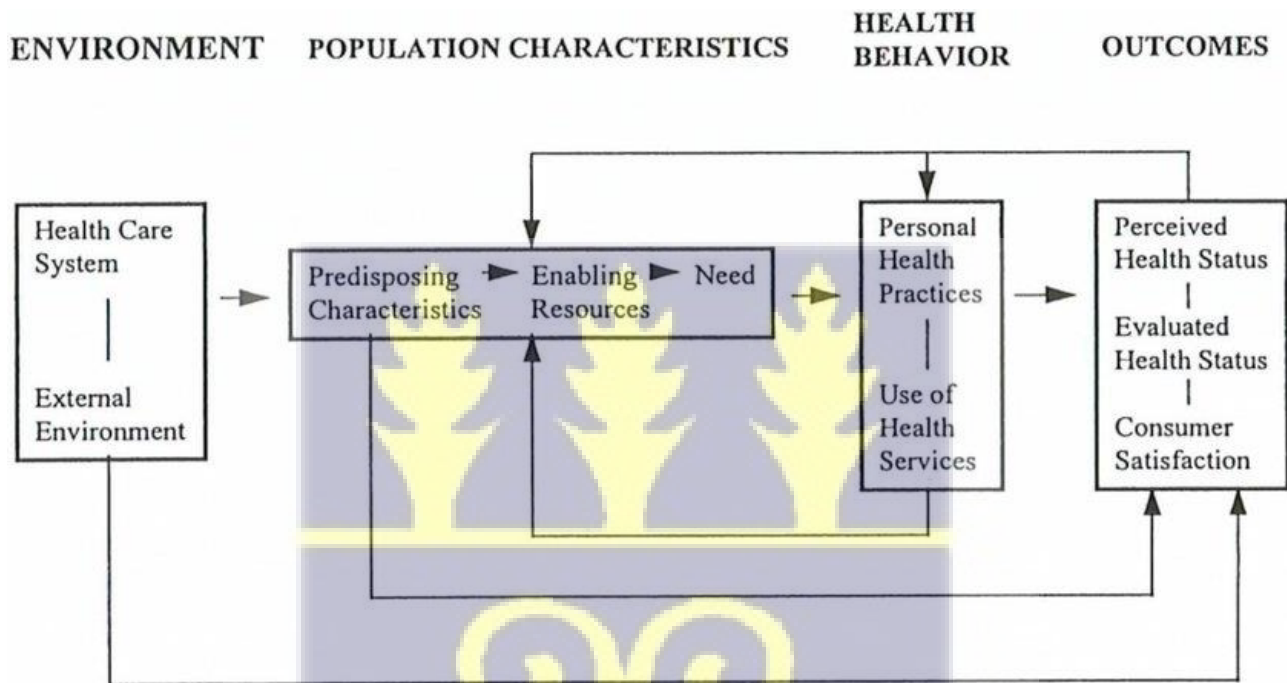 ENVIRONMENT
POPULATION CHARACTERISTICS
HEALTH
BEHAVIOR
OUTCOMES
Health Care
System
External
Environment
Predisposing
Characteristics
Enabling
Resources
Need
Personal
Health
Practices
Use of
Health
Services
Perceived
Health Status
Evaluated
Health Status
Consumer
Satisfaction